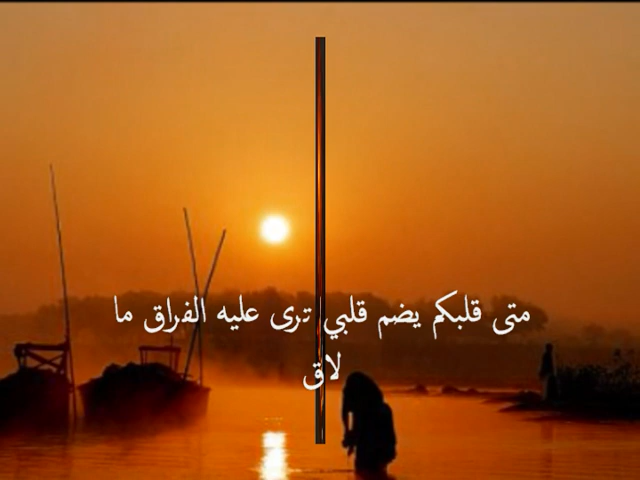 متى قلبكم يضم قلبي ترى عليه الفراق ما
لاق